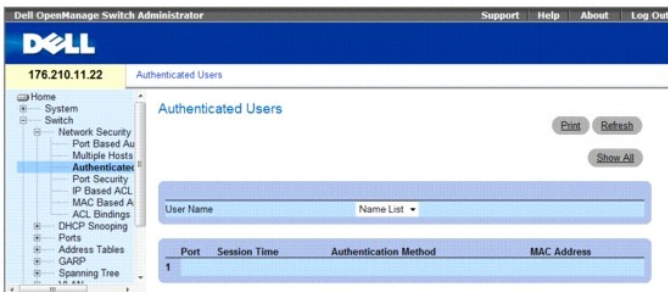 Dell OpenManage Switch Administrator
Support Help About Log Out
DELL
176.210.11.22
Authenticated Users
Home
System
Switch
Network Security
Port Based Au
Multiple Hosts
Authenticated
Port Security
IP Based ACL
MAC Based A
ACL Bindings
DHCP Snooping
Ports
Address Tables
GARP
Spanning Tree
VLAN
Authenticated Users
Print Refresh
Show All
User Name Name List
Port Session Time Authentication Method MAC Address
1